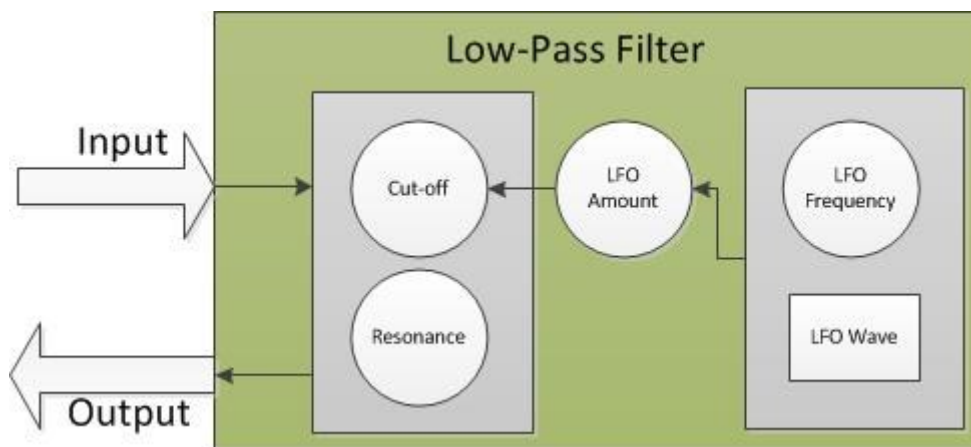 Low-Pass Filter
Input
Cut-off
LFO
Amount
LFO
Frequency
Resonance
LFO Wave
Output